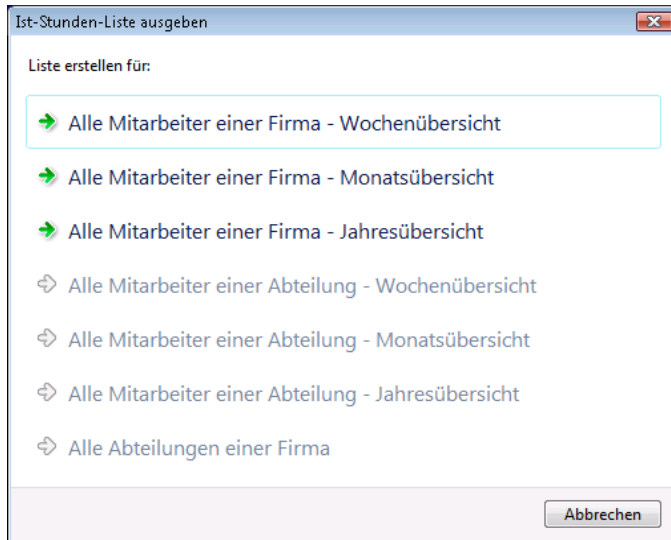 Ist-Stunden-Liste ausgeben
Liste erstellen für:
Alle Mitarbeiter einer Firma - Wochenübersicht
Alle Mitarbeiter einer Firma - Monatsübersicht
Alle Mitarbeiter einer Firma - Jahresübersicht
Alle Mitarbeiter einer Abteilung - Wochenübersicht
Alle Mitarbeiter einer Abteilung - Monatsübersicht
Alle Mitarbeiter einer Abteilung - Jahresübersicht
Alle Abteilungen einer Firma
Abbrechen